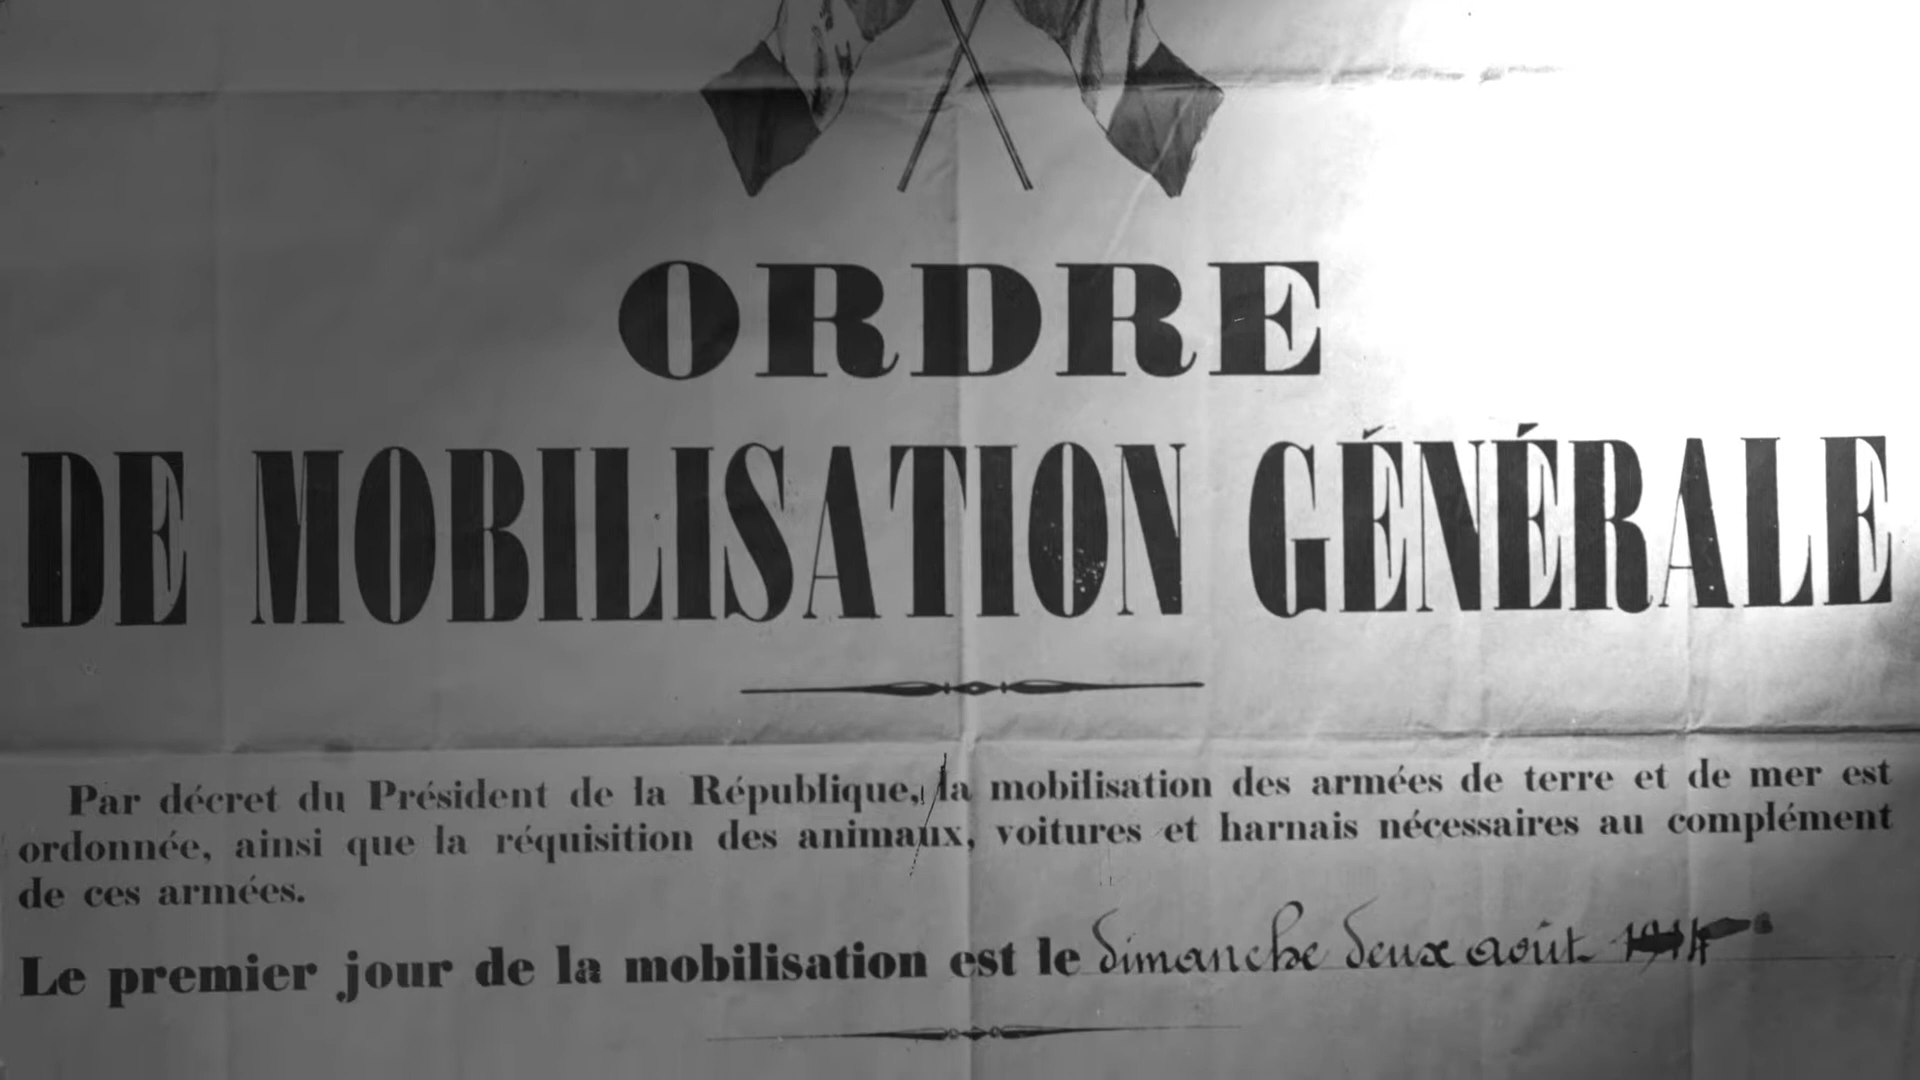 ORDRE
DE MOBILISATION GÉNÉRALE
Par décret du Président de la République, la mobilisation des armées de terre et de mer est
ordonnée, ainsi que la réquisition des animaux, voitures et harnais nécessaires au complément
de ces armées.
Le premier jour de la mobilisation est le dimanche deux août 1914